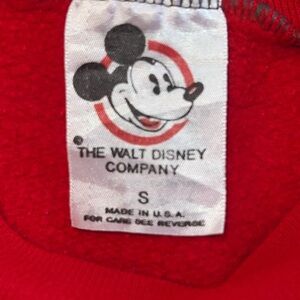 ®
THE WALT DISNEY
COMPANY
S
MADE IN U.S.A.
FOR CARE SEE REVERSE